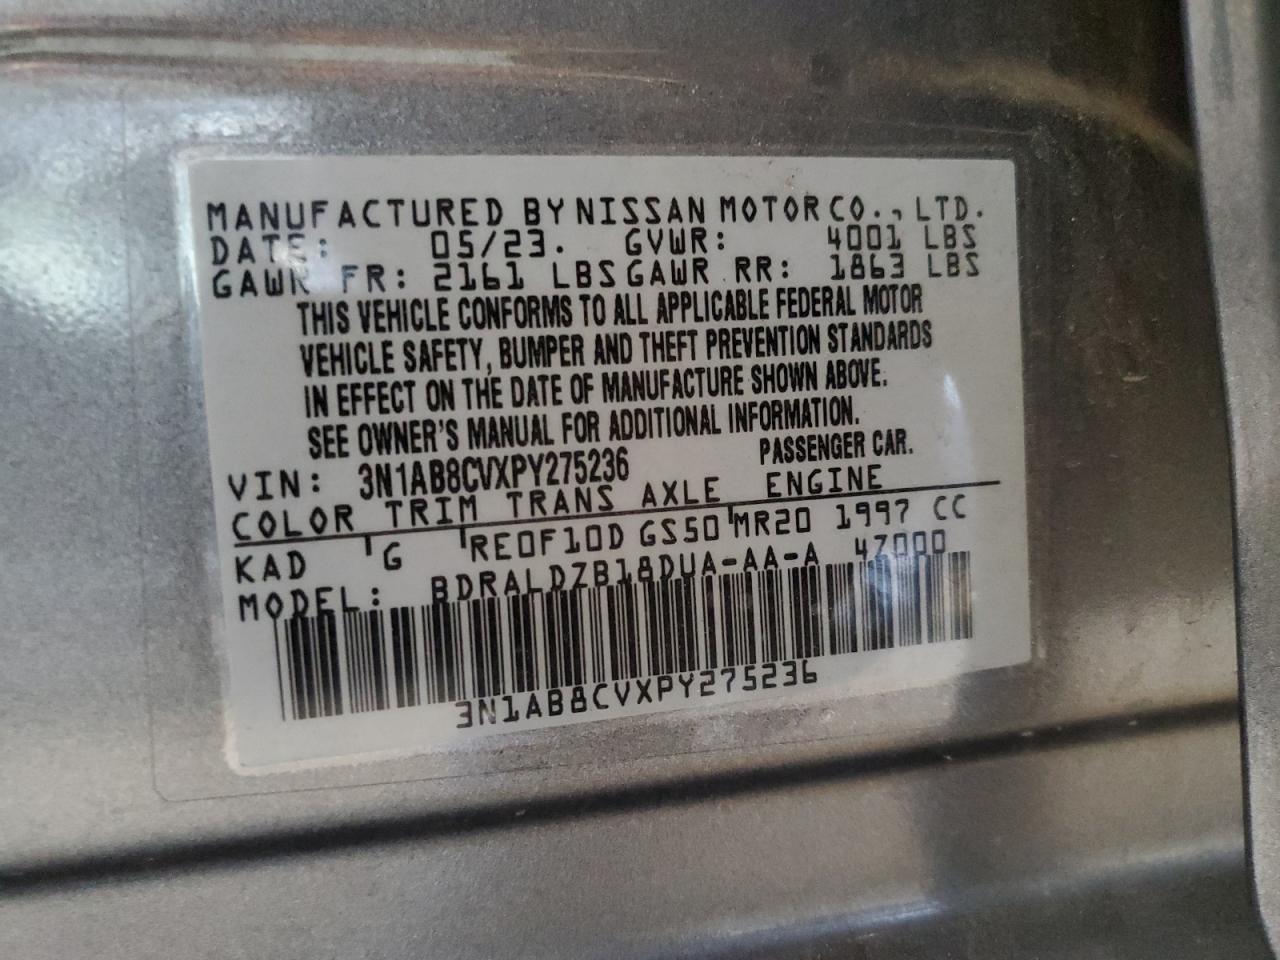 MANUFACTURED BY NISSAN MOTOR CO., LTD.
DATE: 05/23. GVWR: 4001 LBS
GAWR FR: 2161 LBS GAWR RR: 1863 LBS
THIS VEHICLE CONFORMS TO ALL APPLICABLE FEDERAL MOTOR
VEHICLE SAFETY, BUMPER AND THEFT PREVENTION STANDARDS
IN EFFECT ON THE DATE OF MANUFACTURE SHOWN ABOVE.
SEE OWNER'S MANUAL FOR ADDITIONAL INFORMATION.
VIN: 3N1AB8CVXPY275236 PASSENGER CAR.
COLOR TRIM TRANS AXLE ENGINE
KAD G RE0F10D GS50 MR20 1997 CC
MODEL: BDRALDZB18DUA-AA-A 4Z000
3N1AB8CVXPY275236